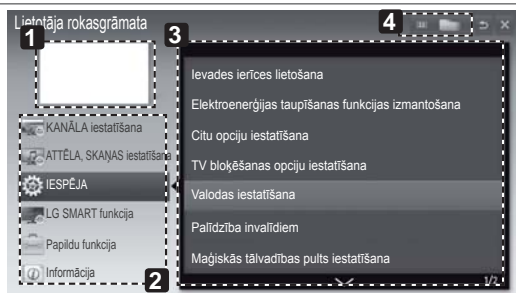 Lietotāja rokasgrāmata
4
1
3
KANĀLA iestatīšana
ATTĒLA, SKAŅAS iestatīšana
IESPĒJA
LG SMART funkcija
Papildu funkcija
Informācija
2
Ievades ierīces lietošana
Elektroenerģijas taupīšanas funkcijas izmantošana
Citu opciju iestatīšana
TV bloķēšanas opciju iestatīšana
Valodas iestatīšana
Palīdzība invalīdiem
Maģiskās tālvadības pults iestatīšana
1/2